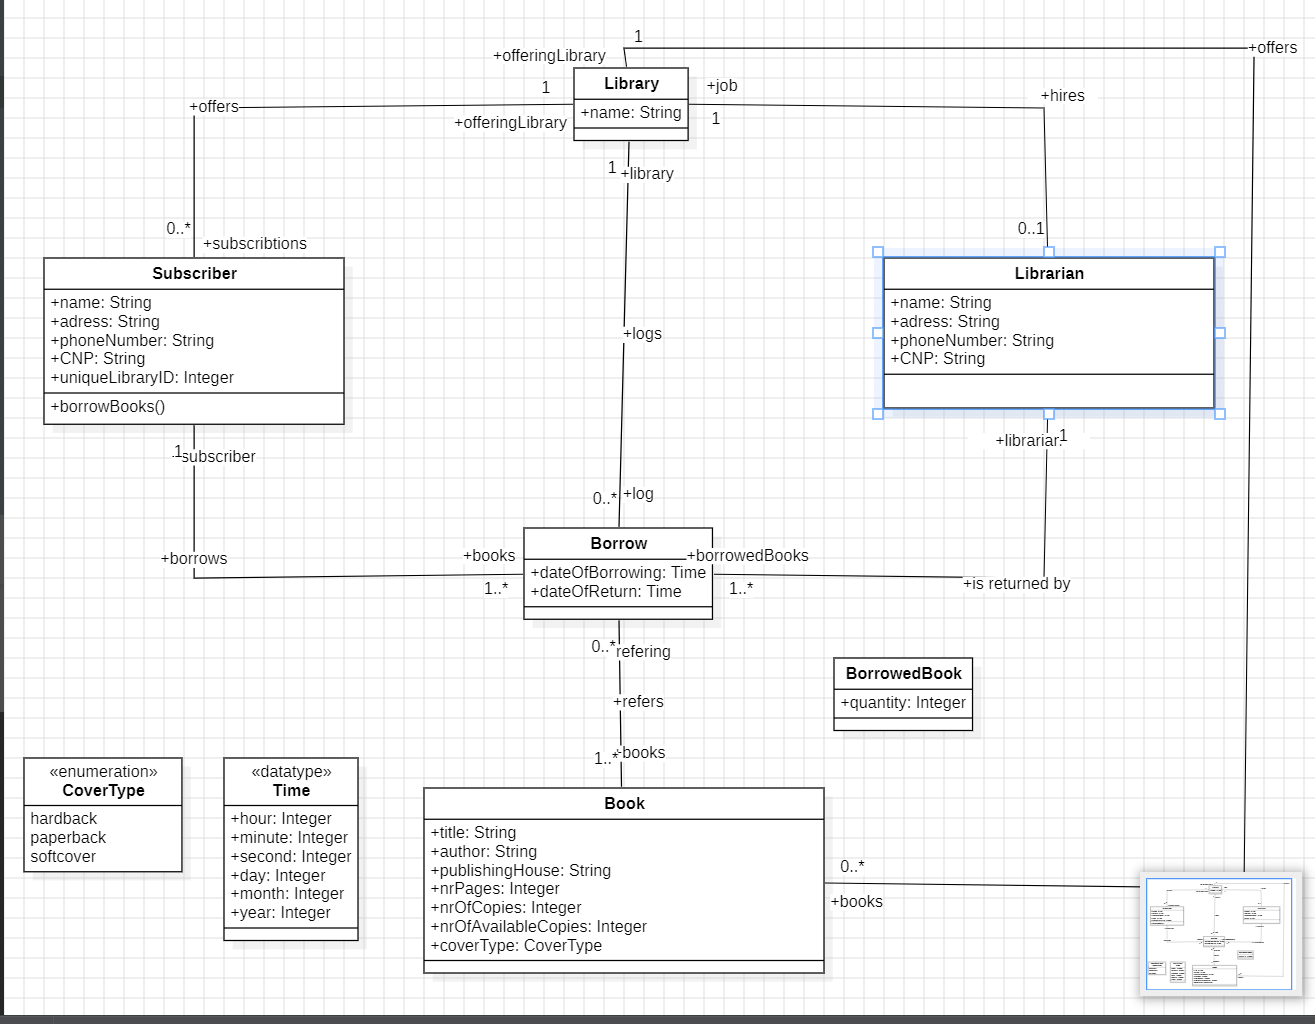 1
+offeringLibrary
+offers
Library
+name: String
1
+job
+hires
+offers
+offeringLibrary
1
1
+library
0..*
+subscribtions
0..1
Subscriber
+name: String
+adress: String
+phoneNumber: String
+CNP: String
+uniqueLibraryID: Integer
+borrowBooks()
Librarian
+name: String
+adress: String
+phoneNumber: String
+CNP: String
+logs
1
subscriber
+librarian
1
0..*
+log
+borrows
+books
1..*
Borrow
+dateOfBorrowing: Time
+dateOfReturn: Time
+borrowedBooks
1..*
+is returned by
0..*
refering
+refers
1..*
+books
BorrowedBook
+quantity: Integer
«enumeration»
CoverType
hardback
paperback
softcover
«datatype»
Time
+hour: Integer
+minute: Integer
+second: Integer
+day: Integer
+month: Integer
+year: Integer
Book
+title: String
+author: String
+publishingHouse: String
+nrPages: Integer
+nrOfCopies: Integer
+nrOfAvailableCopies: Integer
+coverType: CoverType
0..*
+books